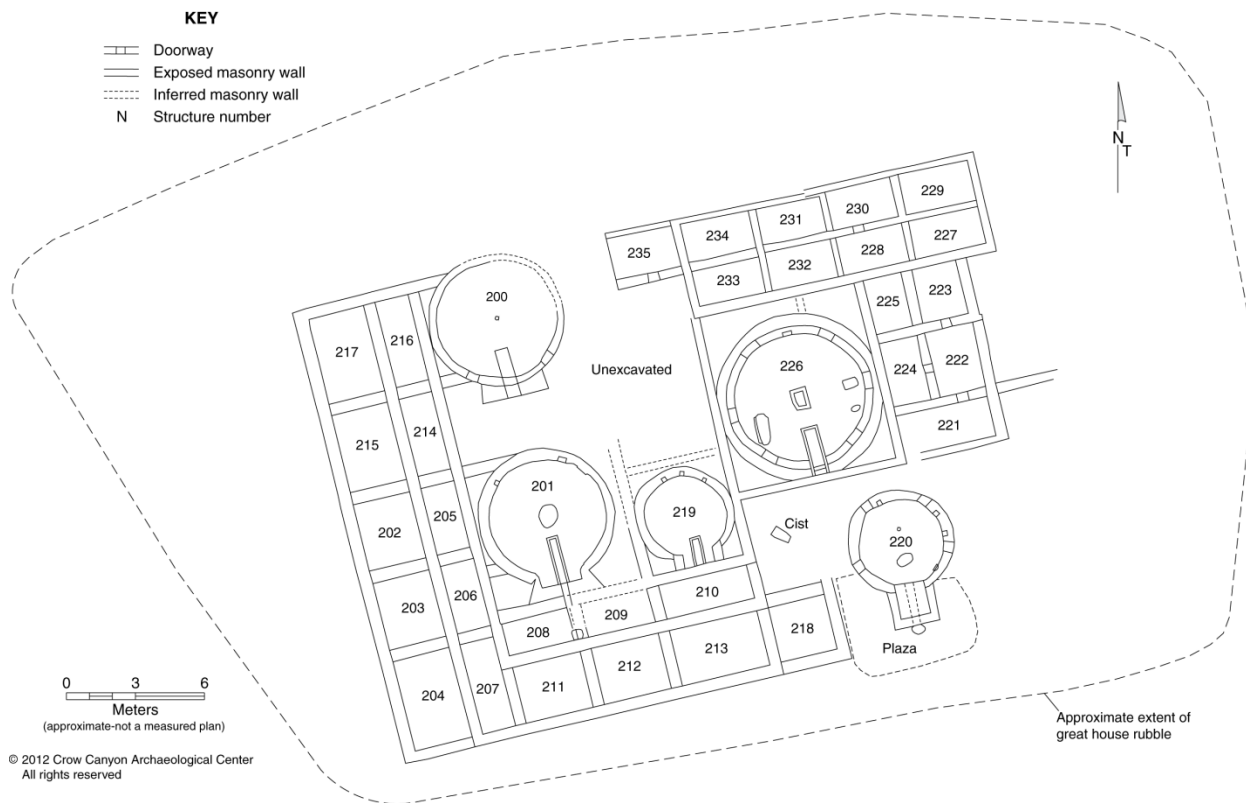 KEY
Doorway
Exposed masonry wall
Inferred masonry wall
N Structure number
N
T
229
230
231
234
235
227
228
232
233
200
225
223
217
216
Unexcavated
226
224
222
215
214
221
201
219
202
205
Cist
220
203
206
210
209
208
218
Plaza
213
212
211
207
204
0 3 6
Meters
(approximate-not a measured plan)
Approximate extent of
great house rubble
© 2012 Crow Canyon Archaeological Center
All rights reserved